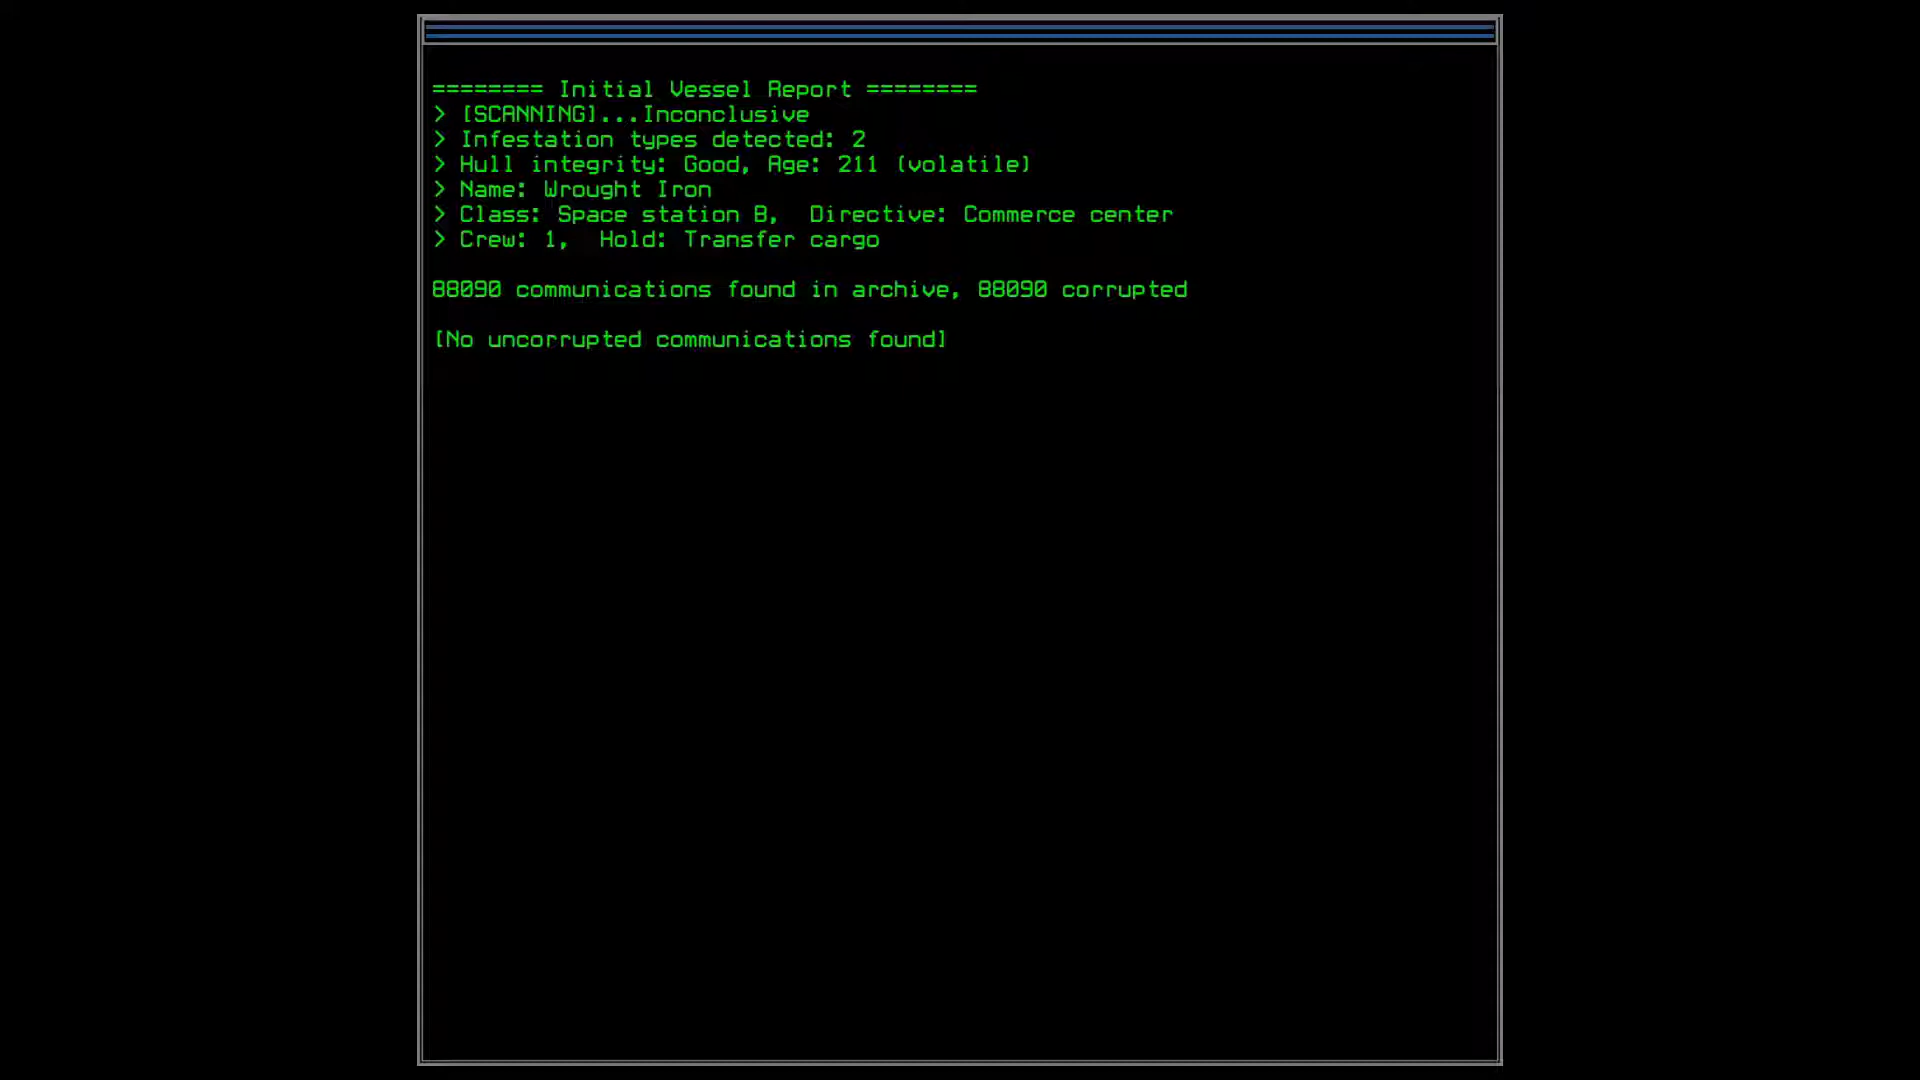 ======== Initial Vessel Report ========
> [SCANNING]...Inconclusive
> Infestation types detected: 2
> Hull integrity: Good, Age: 211 (volatile)
> Name: Wrought Iron
> Class: Space station B,  Directive: Commerce center
> Crew: 1,  Hold: Transfer cargo
88090 communications found in archive, 88090 corrupted
[No uncorrupted communications found]